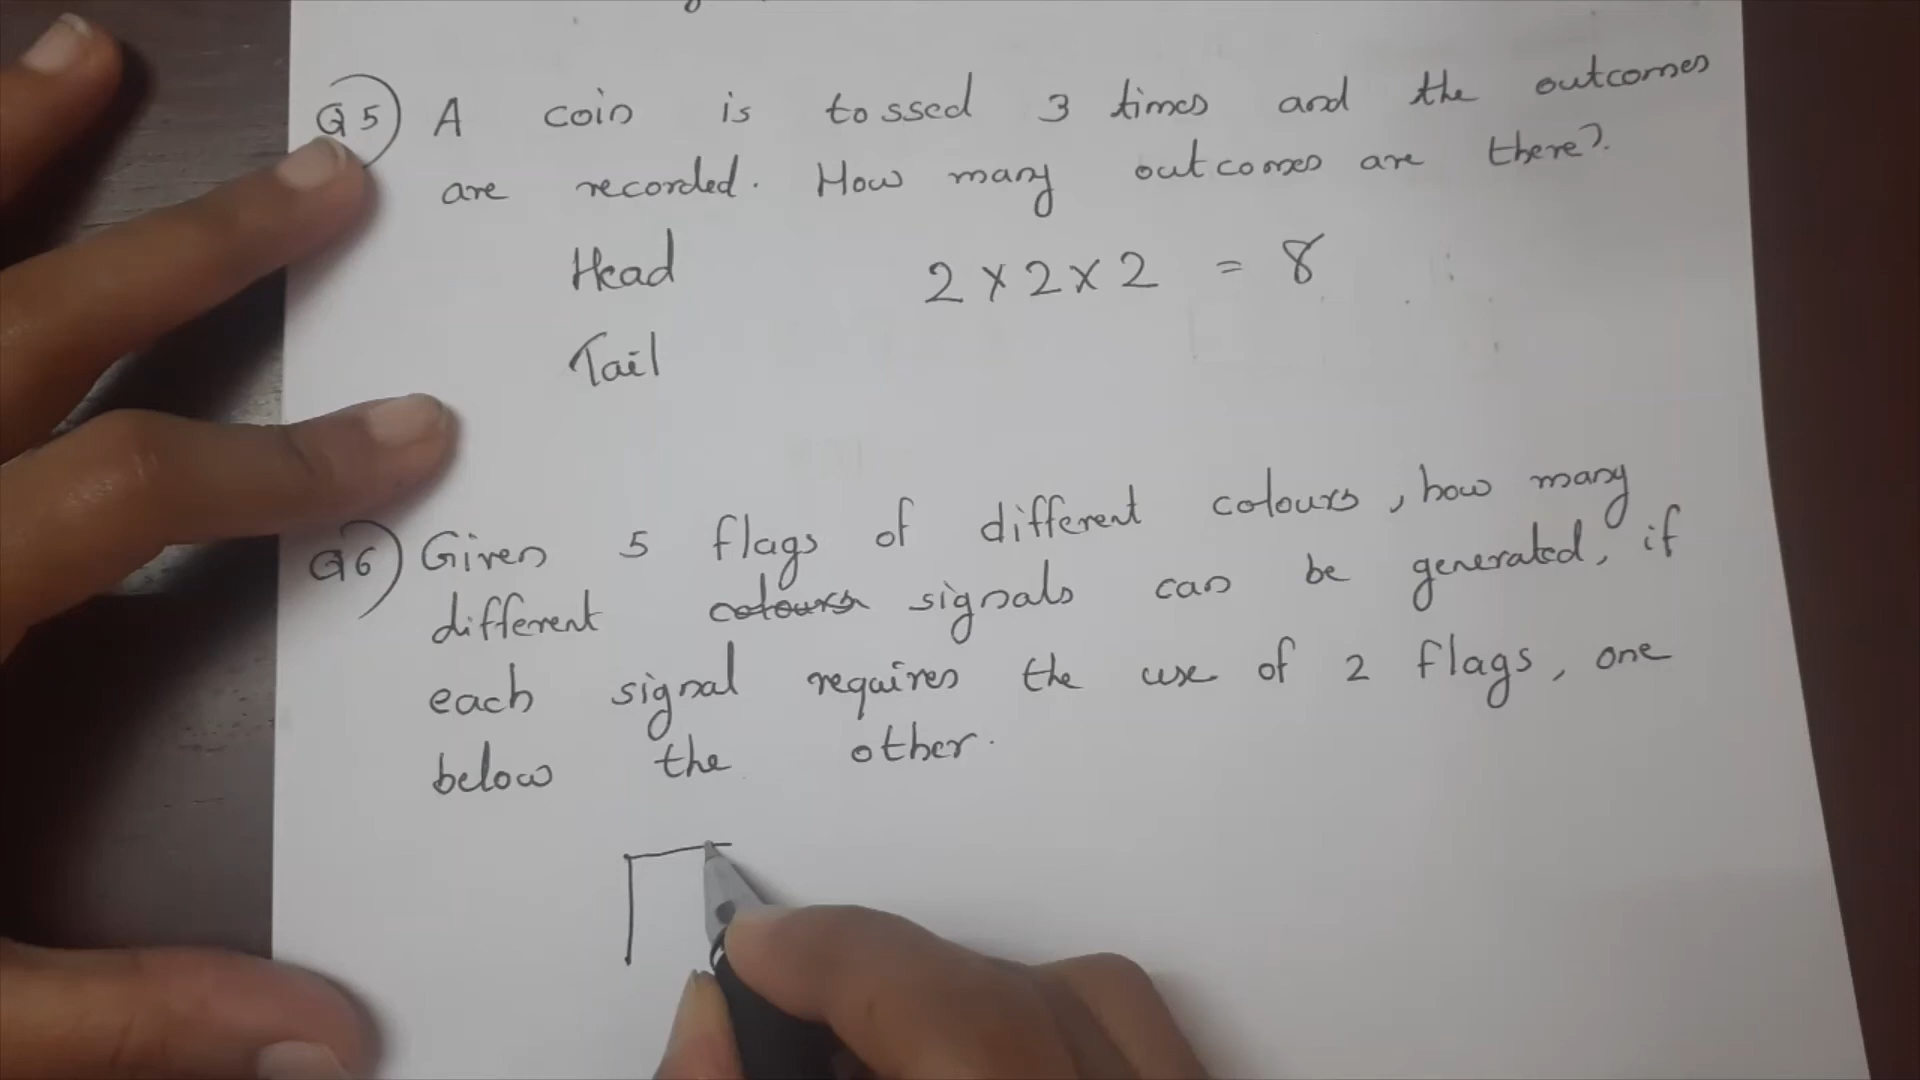 Q5) A coin is tossed 3 times and the outcomes
are recorded. How many outcomes are there?
Head 2 x 2 x 2 = 8
Tail
Q6) Given 5 flags of different colours, how many
different colours signals can be generated, if
each signal requires the use of 2 flags, one
below the other.